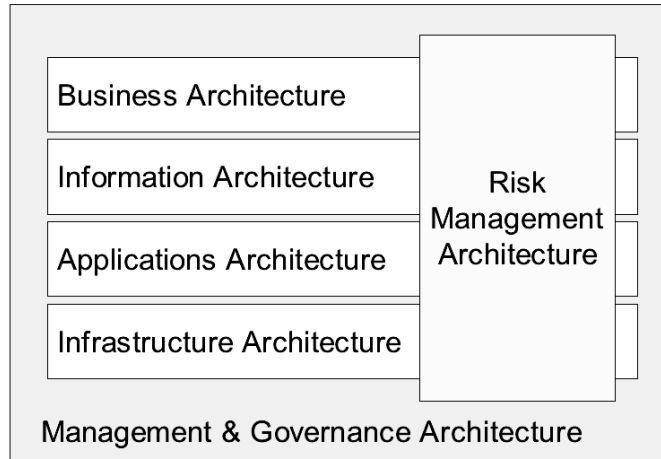 Business Architecture
Information Architecture
Applications Architecture
Infrastructure Architecture
Risk
Management
Architecture
Management & Governance Architecture